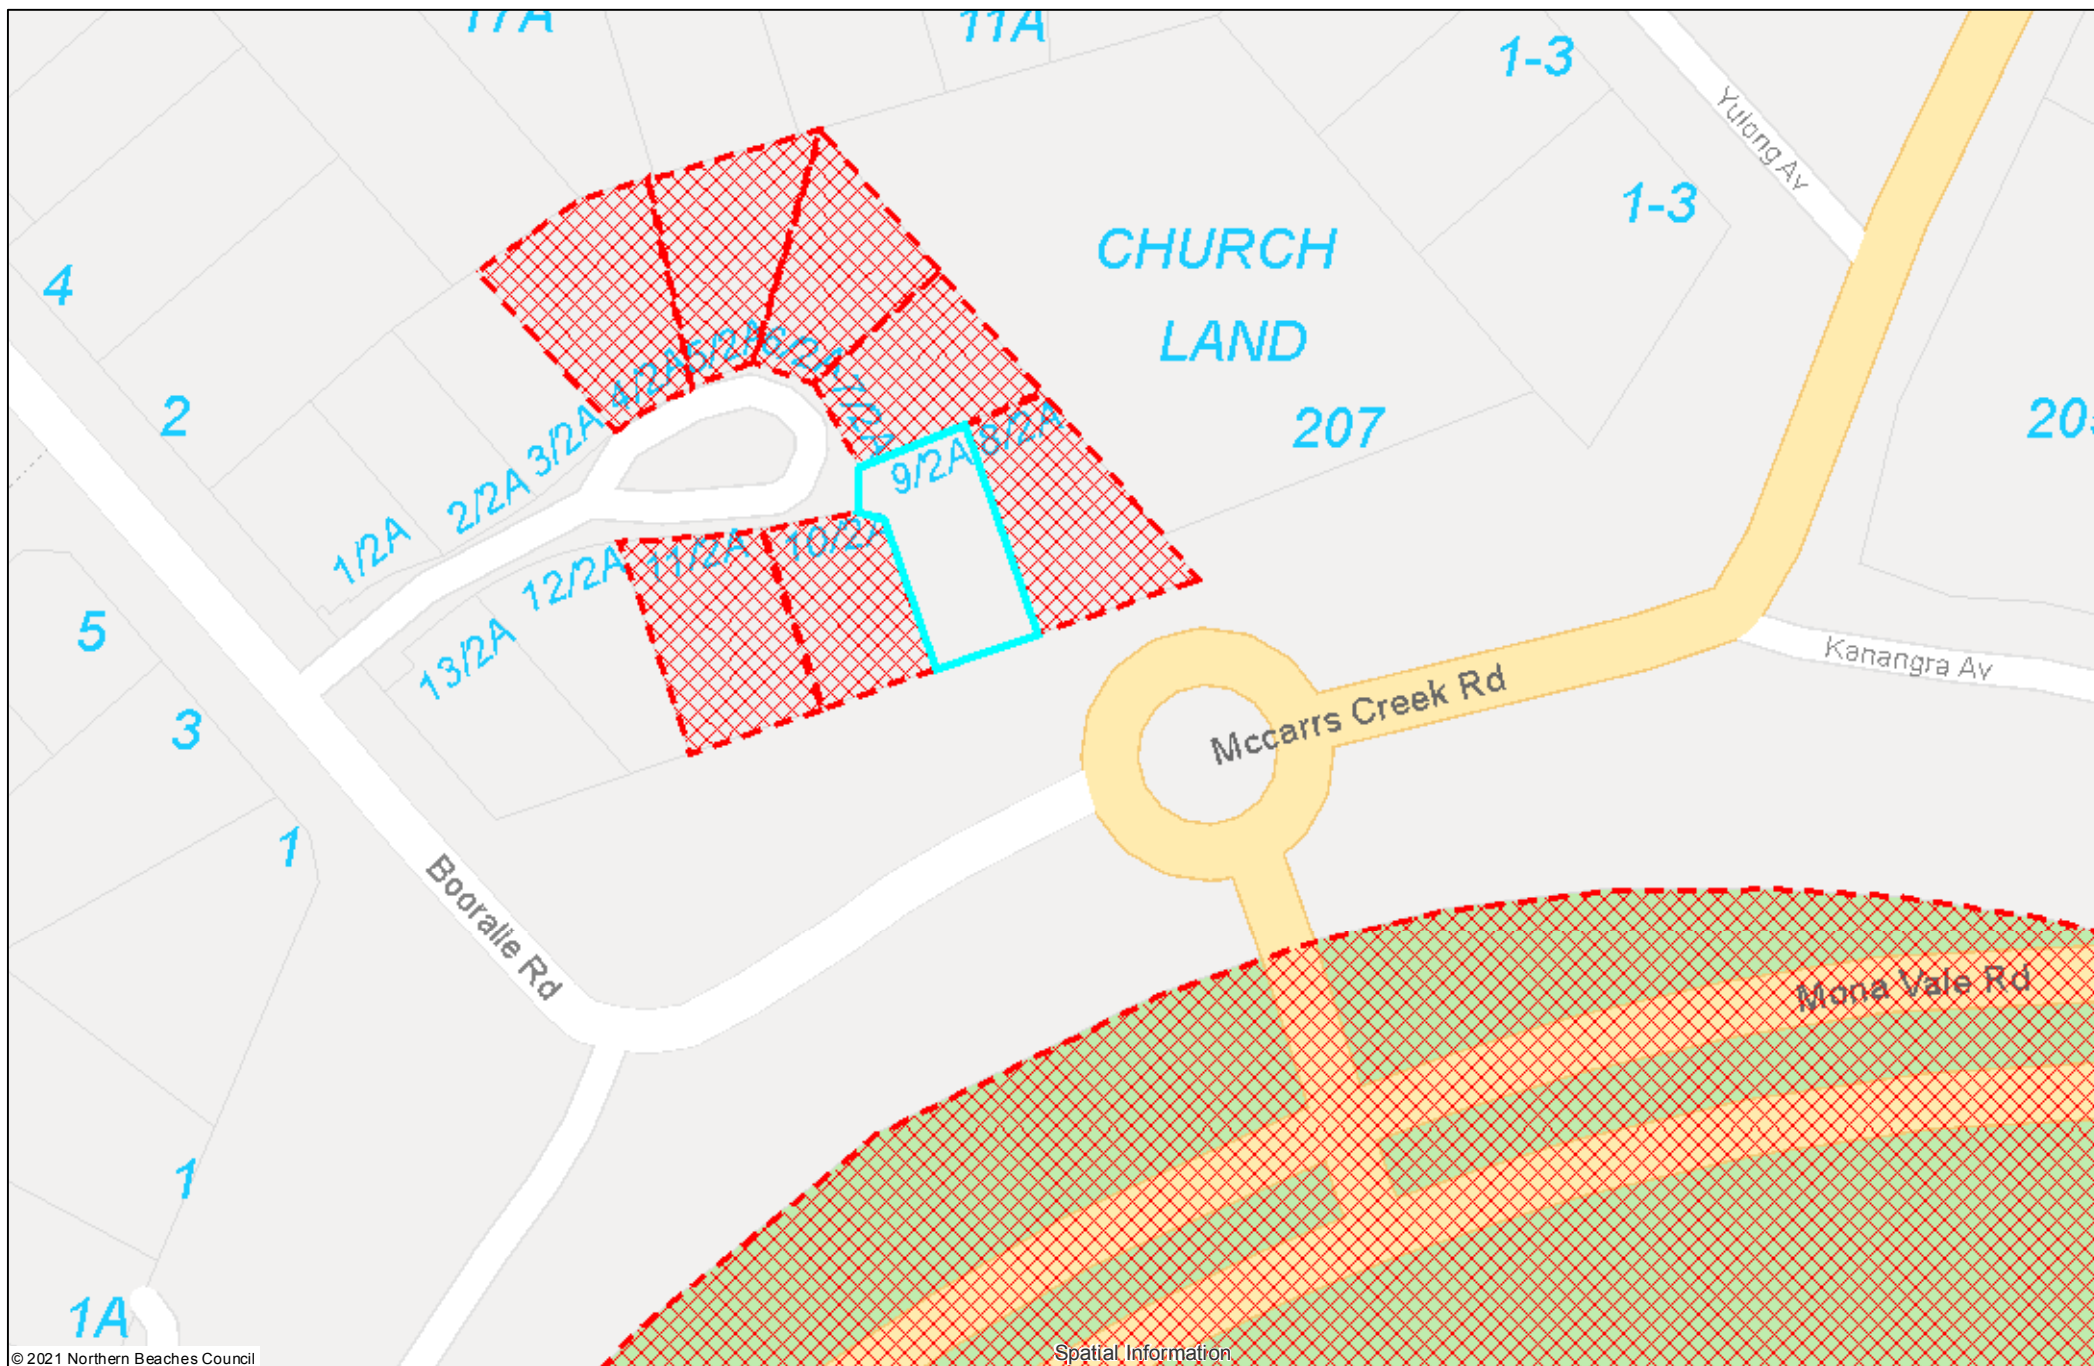 17A
11A
1-3
Yulong Av
1-3
CHURCH
LAND
4
2
207
4/2A
5/2A
6/2A
7/2A
8/2A
9/2A
3/2A
2/2A
1/2A
10/2A
11/2A
12/2A
13/2A
5
3
1
Kanangra Av
Mccarrs Creek Rd
Booralie Rd
Mona Vale Rd
1
1A
© 2021 Northern Beaches Council
Spatial Information